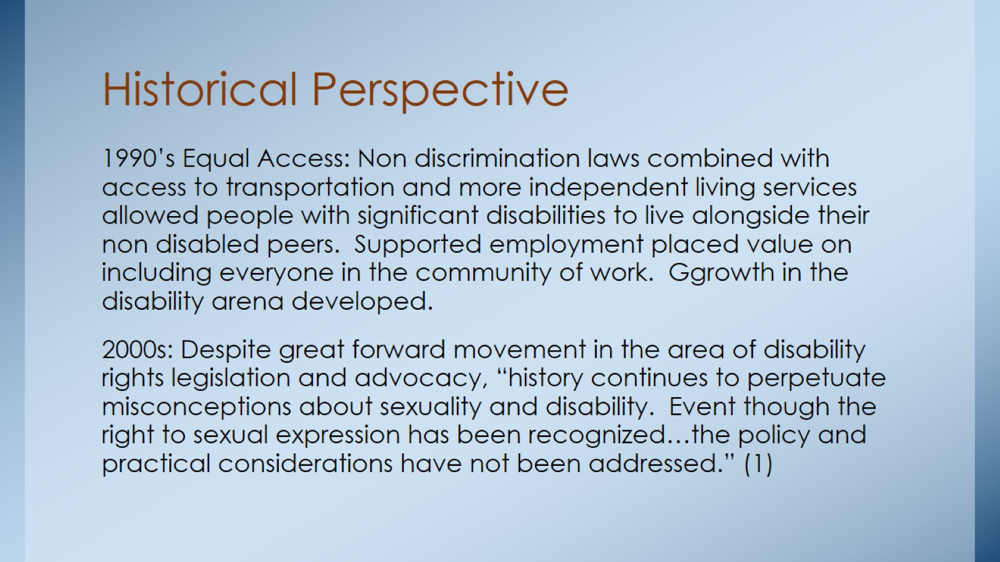 Historical Perspective
1990’s Equal Access: Non discrimination laws combined with
access to transportation and more independent living services
allowed people with significant disabilities to live alongside their
non disabled peers.  Supported employment placed value on
including everyone in the community of work.  Ggrowth in the
disability arena developed.
2000s: Despite great forward movement in the area of disability
rights legislation and advocacy, “history continues to perpetuate
misconceptions about sexuality and disability.  Event though the
right to sexual expression has been recognized…the policy and
practical considerations have not been addressed.” (1)